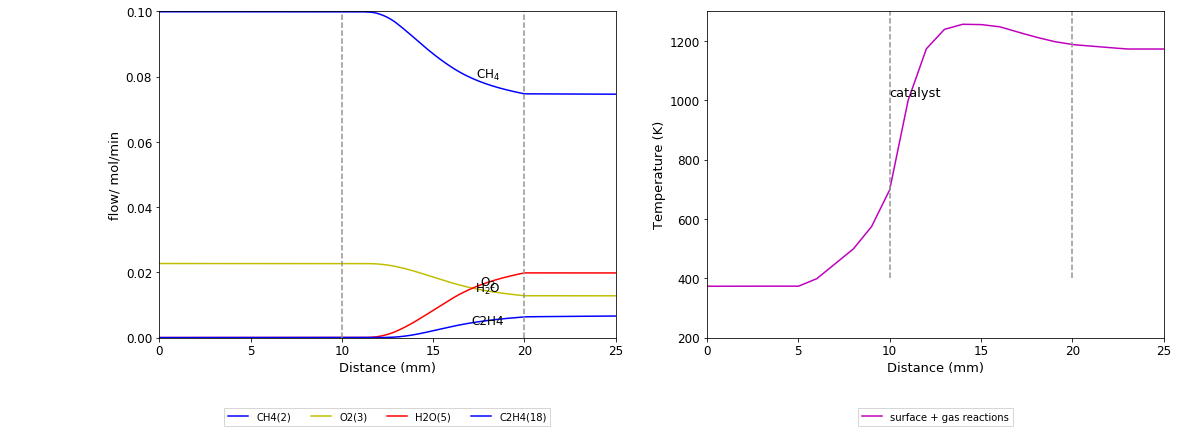 0.10
0.08
0.06
0.04
0.02
0.00
flow/ mol/min
CH₄
O₂
H₂O
C2H4
0 5 10 15 20 25
Distance (mm)
CH4(2) O2(3) H2O(5) C2H4(18)
1200
1000
800
600
400
200
Temperature (K)
catalyst
0 5 10 15 20 25
Distance (mm)
surface + gas reactions